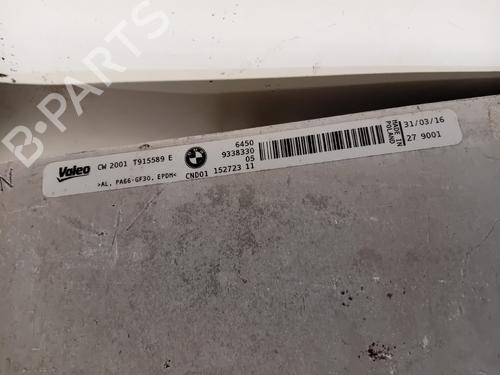 B-PARTS
Valeo CW 2001 T915589 E
>AL, PA66-GF30, EPDM<
6450
9338330
05
CND01 152723 11
MADE IN
POLAND
31/03/16
27 9001